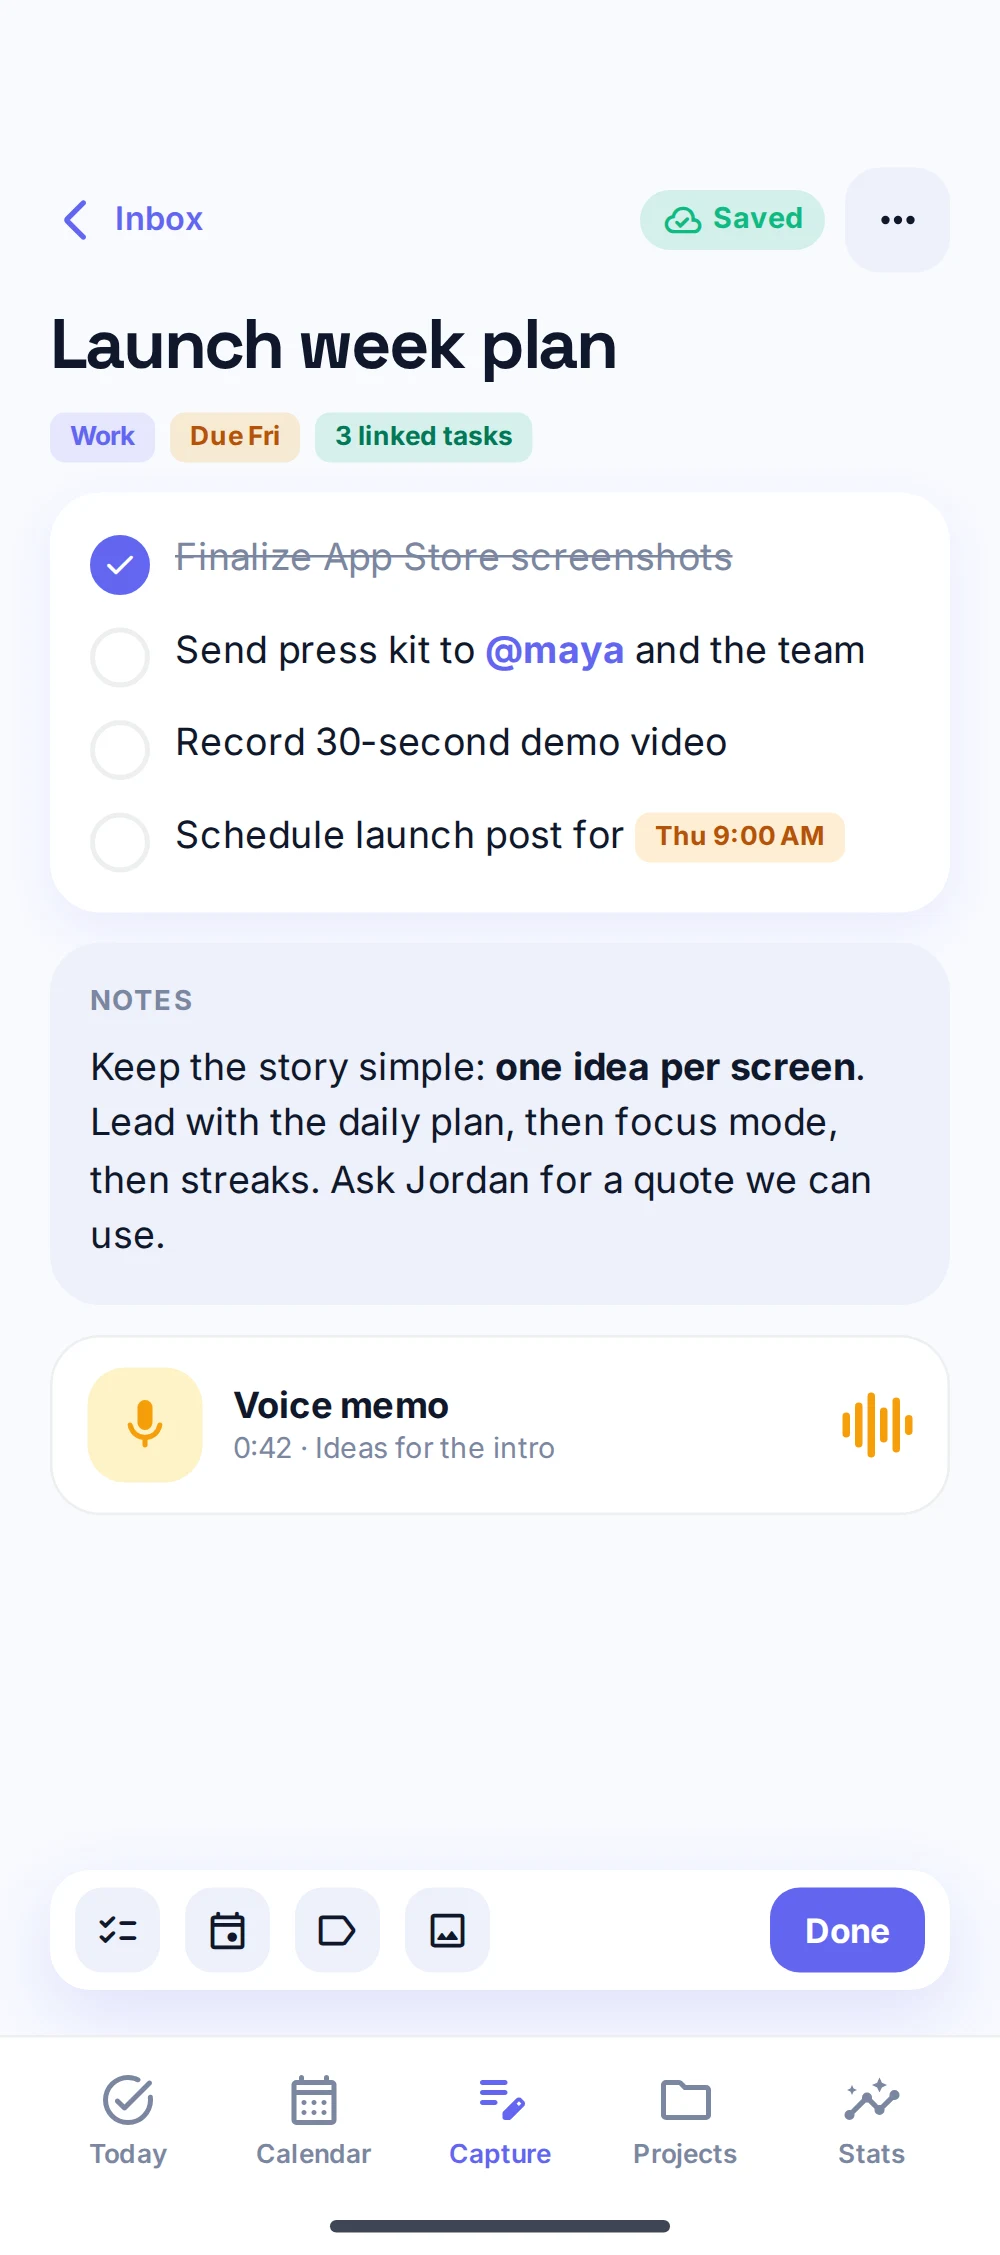 Inbox
Saved
Launch week plan
Work
Due Fri
3 linked tasks
Finalize App Store screenshots
Send press kit to @maya and the team
Record 30-second demo video
Schedule launch post for Thu 9:00 AM
NOTES
Keep the story simple: one idea per screen.
Lead with the daily plan, then focus mode,
then streaks. Ask Jordan for a quote we can
use.
Voice memo
0:42 · Ideas for the intro
Done
Today
Calendar
Capture
Projects
Stats